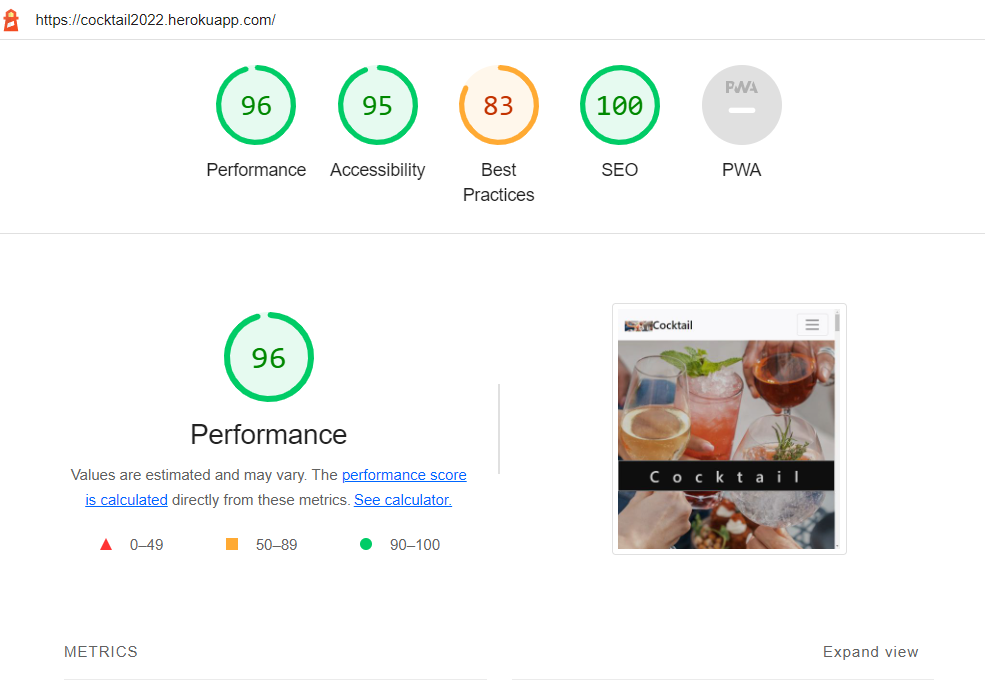 https://cocktail2022.herokuapp.com/
96
95
83
100
PWA
Performance
Accessibility
Best
Practices
SEO
PWA
96
Performance
Values are estimated and may vary. The performance score
is calculated directly from these metrics. See calculator.
0–49
50–89
90–100
Cocktail
Cocktail
METRICS
Expand view